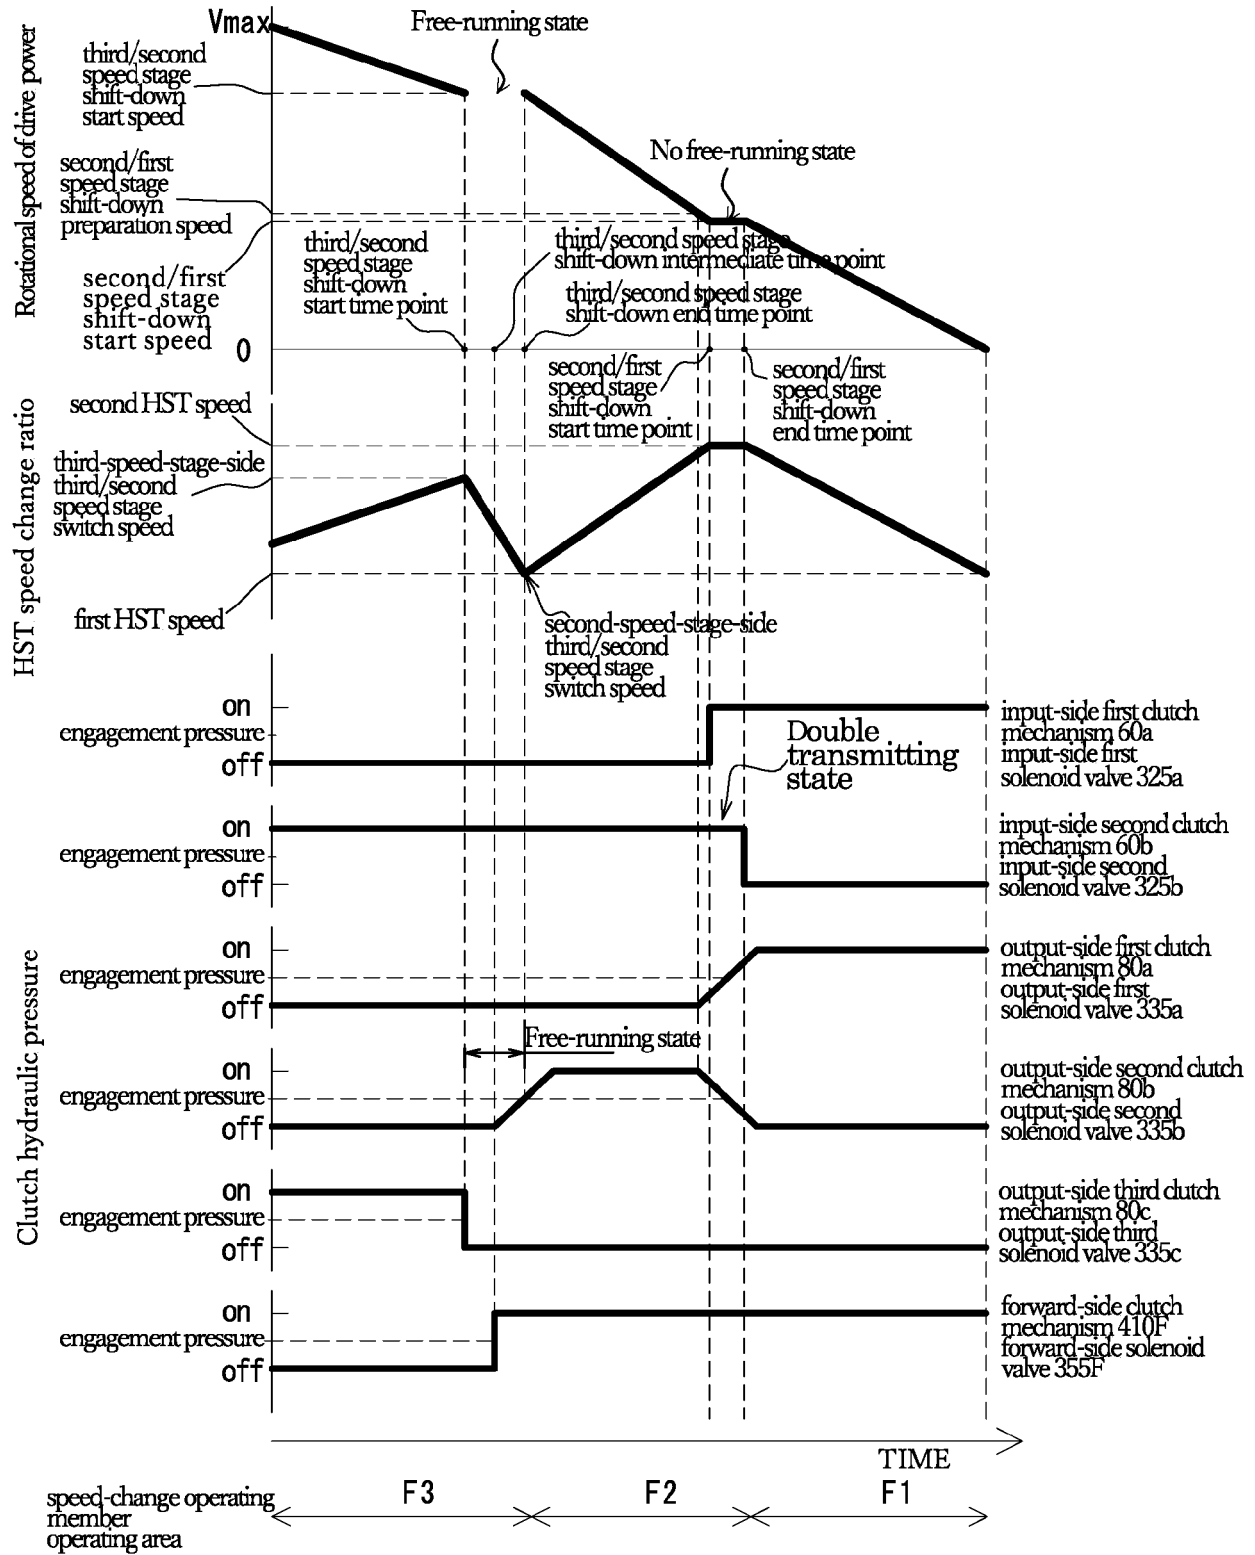 Rotational speed of drive power
Vmax
third/second
speed stage
shift-down
start speed
Free-running
state
No free-running state
second/first
speed stage
shift-down
preparation speed
second/first
speed stage
shift-down
start speed
0
third/second
speed stage
shift-down
start time point
third/second speed stage
shift-down intermediate time point
third/second speed stage
shift-down end time point
second/first
speed stage
shift-down
start time point
second/first
speed stage
shift-down
end time point
HST speed change ratio
second HST speed
third-speed-stage-side
third/second
speed stage
switch speed
first HST speed
second-speed-stage-side
third/second
speed stage
switch speed
Clutch hydraulic pressure
on
engagement pressure
off
Double
transmitting
state
input-side first clutch
mechanism 60a
input-side first
solenoid valve 325a
on
engagement pressure
off
input-side second clutch
mechanism 60b
input-side second
solenoid valve 325b
on
engagement pressure
off
output-side first clutch
mechanism 80a
output-side first
solenoid valve 335a
Free-running state
on
engagement pressure
off
output-side second clutch
mechanism 80b
output-side second
solenoid valve 335b
on
engagement pressure
off
output-side third clutch
mechanism 80c
output-side third
solenoid valve 335c
on
engagement pressure
off
forward-side clutch
mechanism 410F
forward-side solenoid
valve 355F
TIME
speed-change operating
member
operating area
F3
F2
F1